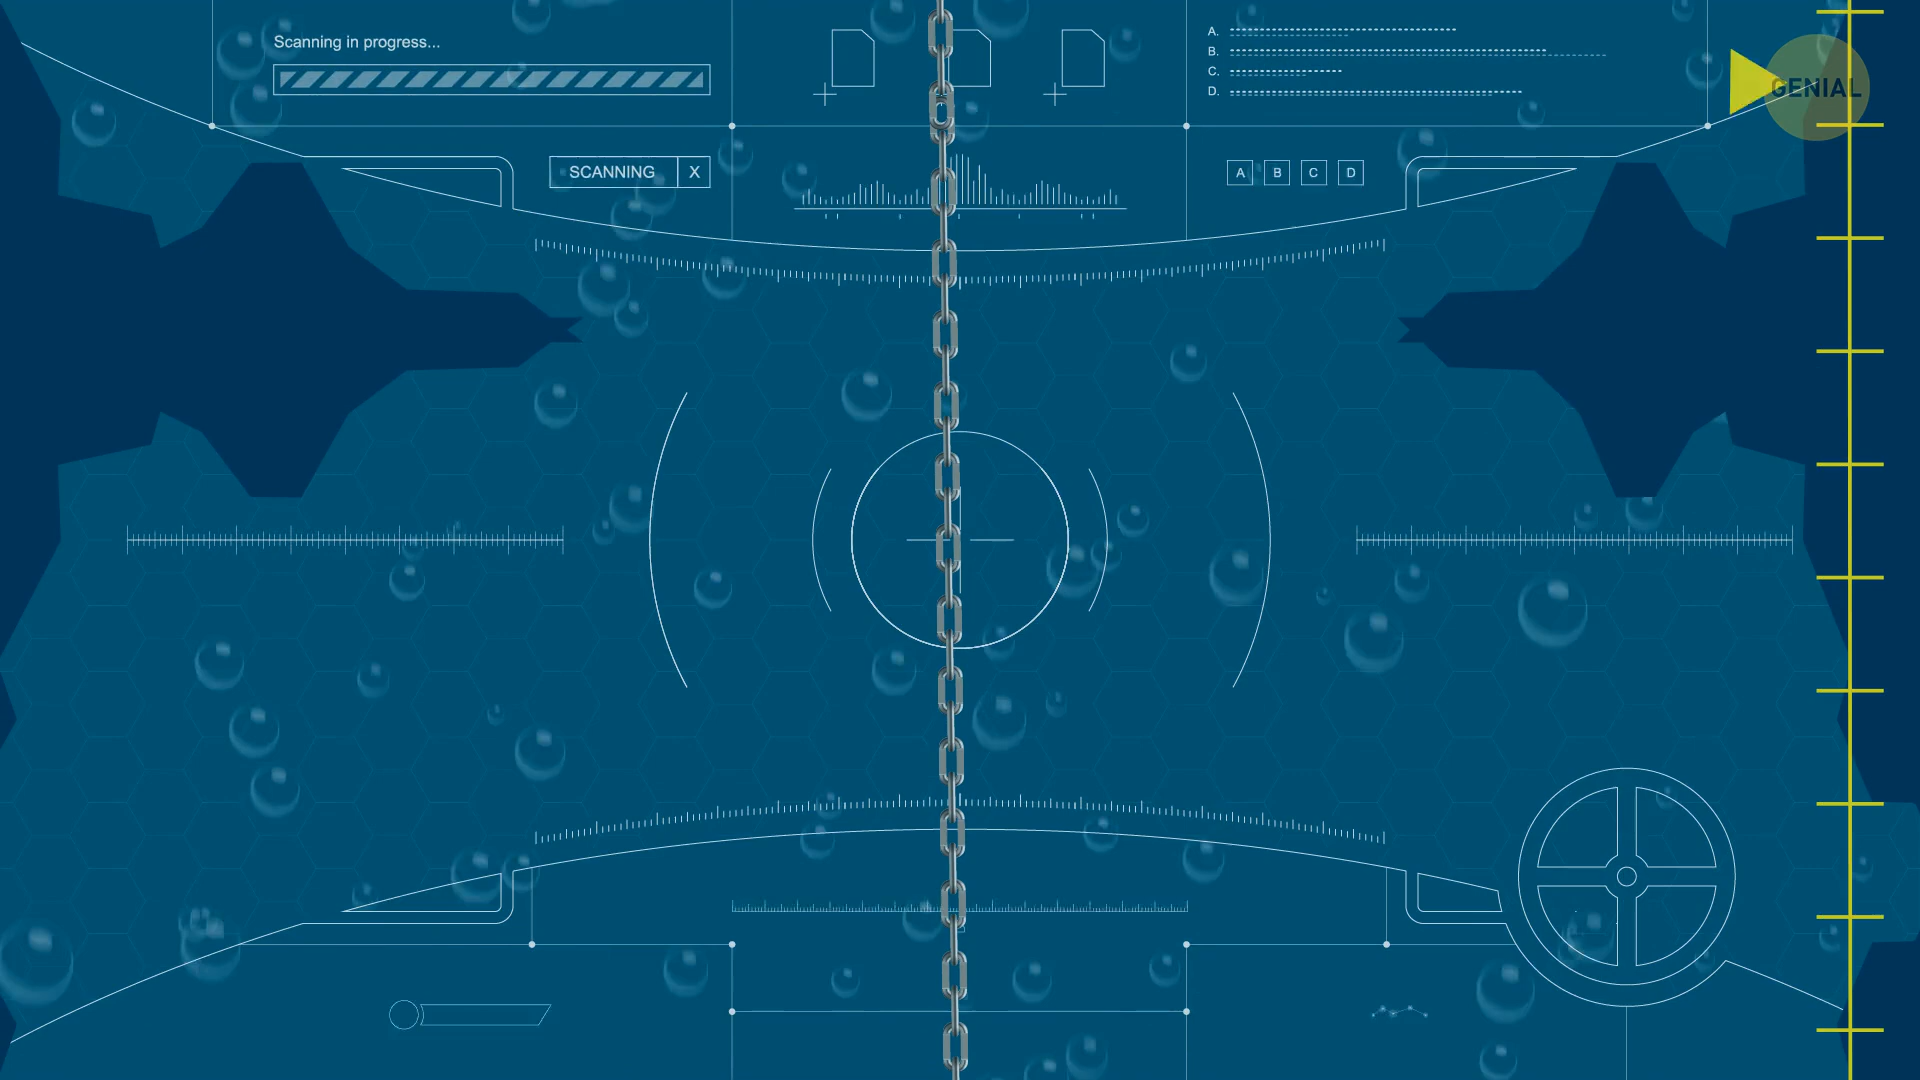 Scanning in progress...
SCANNING X
A.
B.
C.
D.
A B C D
GENIAL